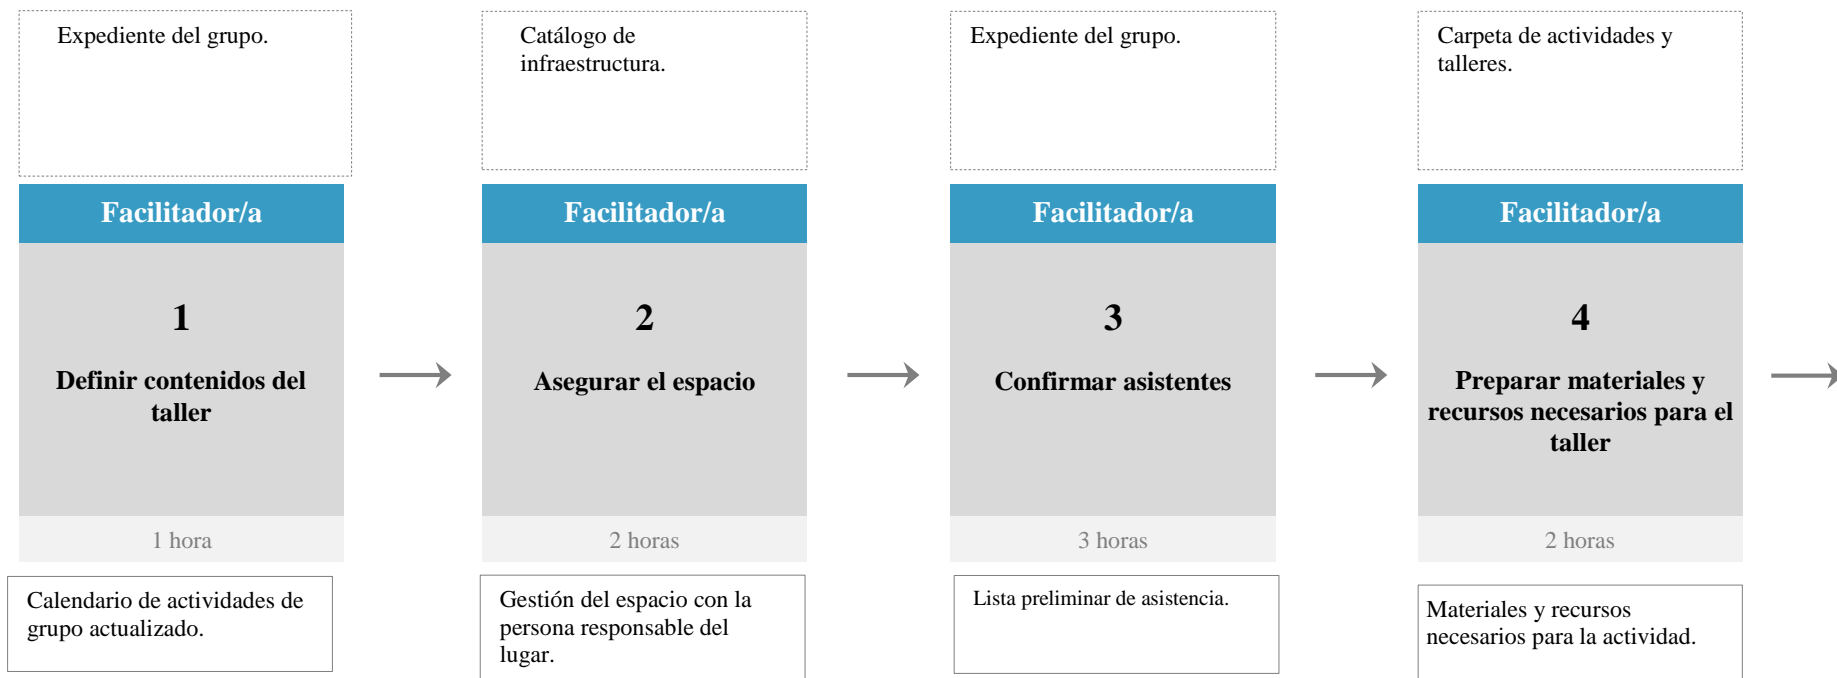 Expediente del grupo.
Catálogo de
infraestructura.
Expediente del grupo.
Carpeta de actividades y
talleres.
Facilitador/a
Facilitador/a
Facilitador/a
Facilitador/a
1
Definir contenidos del
taller
2
Asegurar el espacio
3
Confirmar asistentes
4
Preparar materiales y
recursos necesarios para el
taller
1 hora
2 horas
3 horas
2 horas
Calendario de actividades de
grupo actualizado.
Gestión del espacio con la
persona responsable del
lugar.
Lista preliminar de asistencia.
Materiales y recursos
necesarios para la actividad.